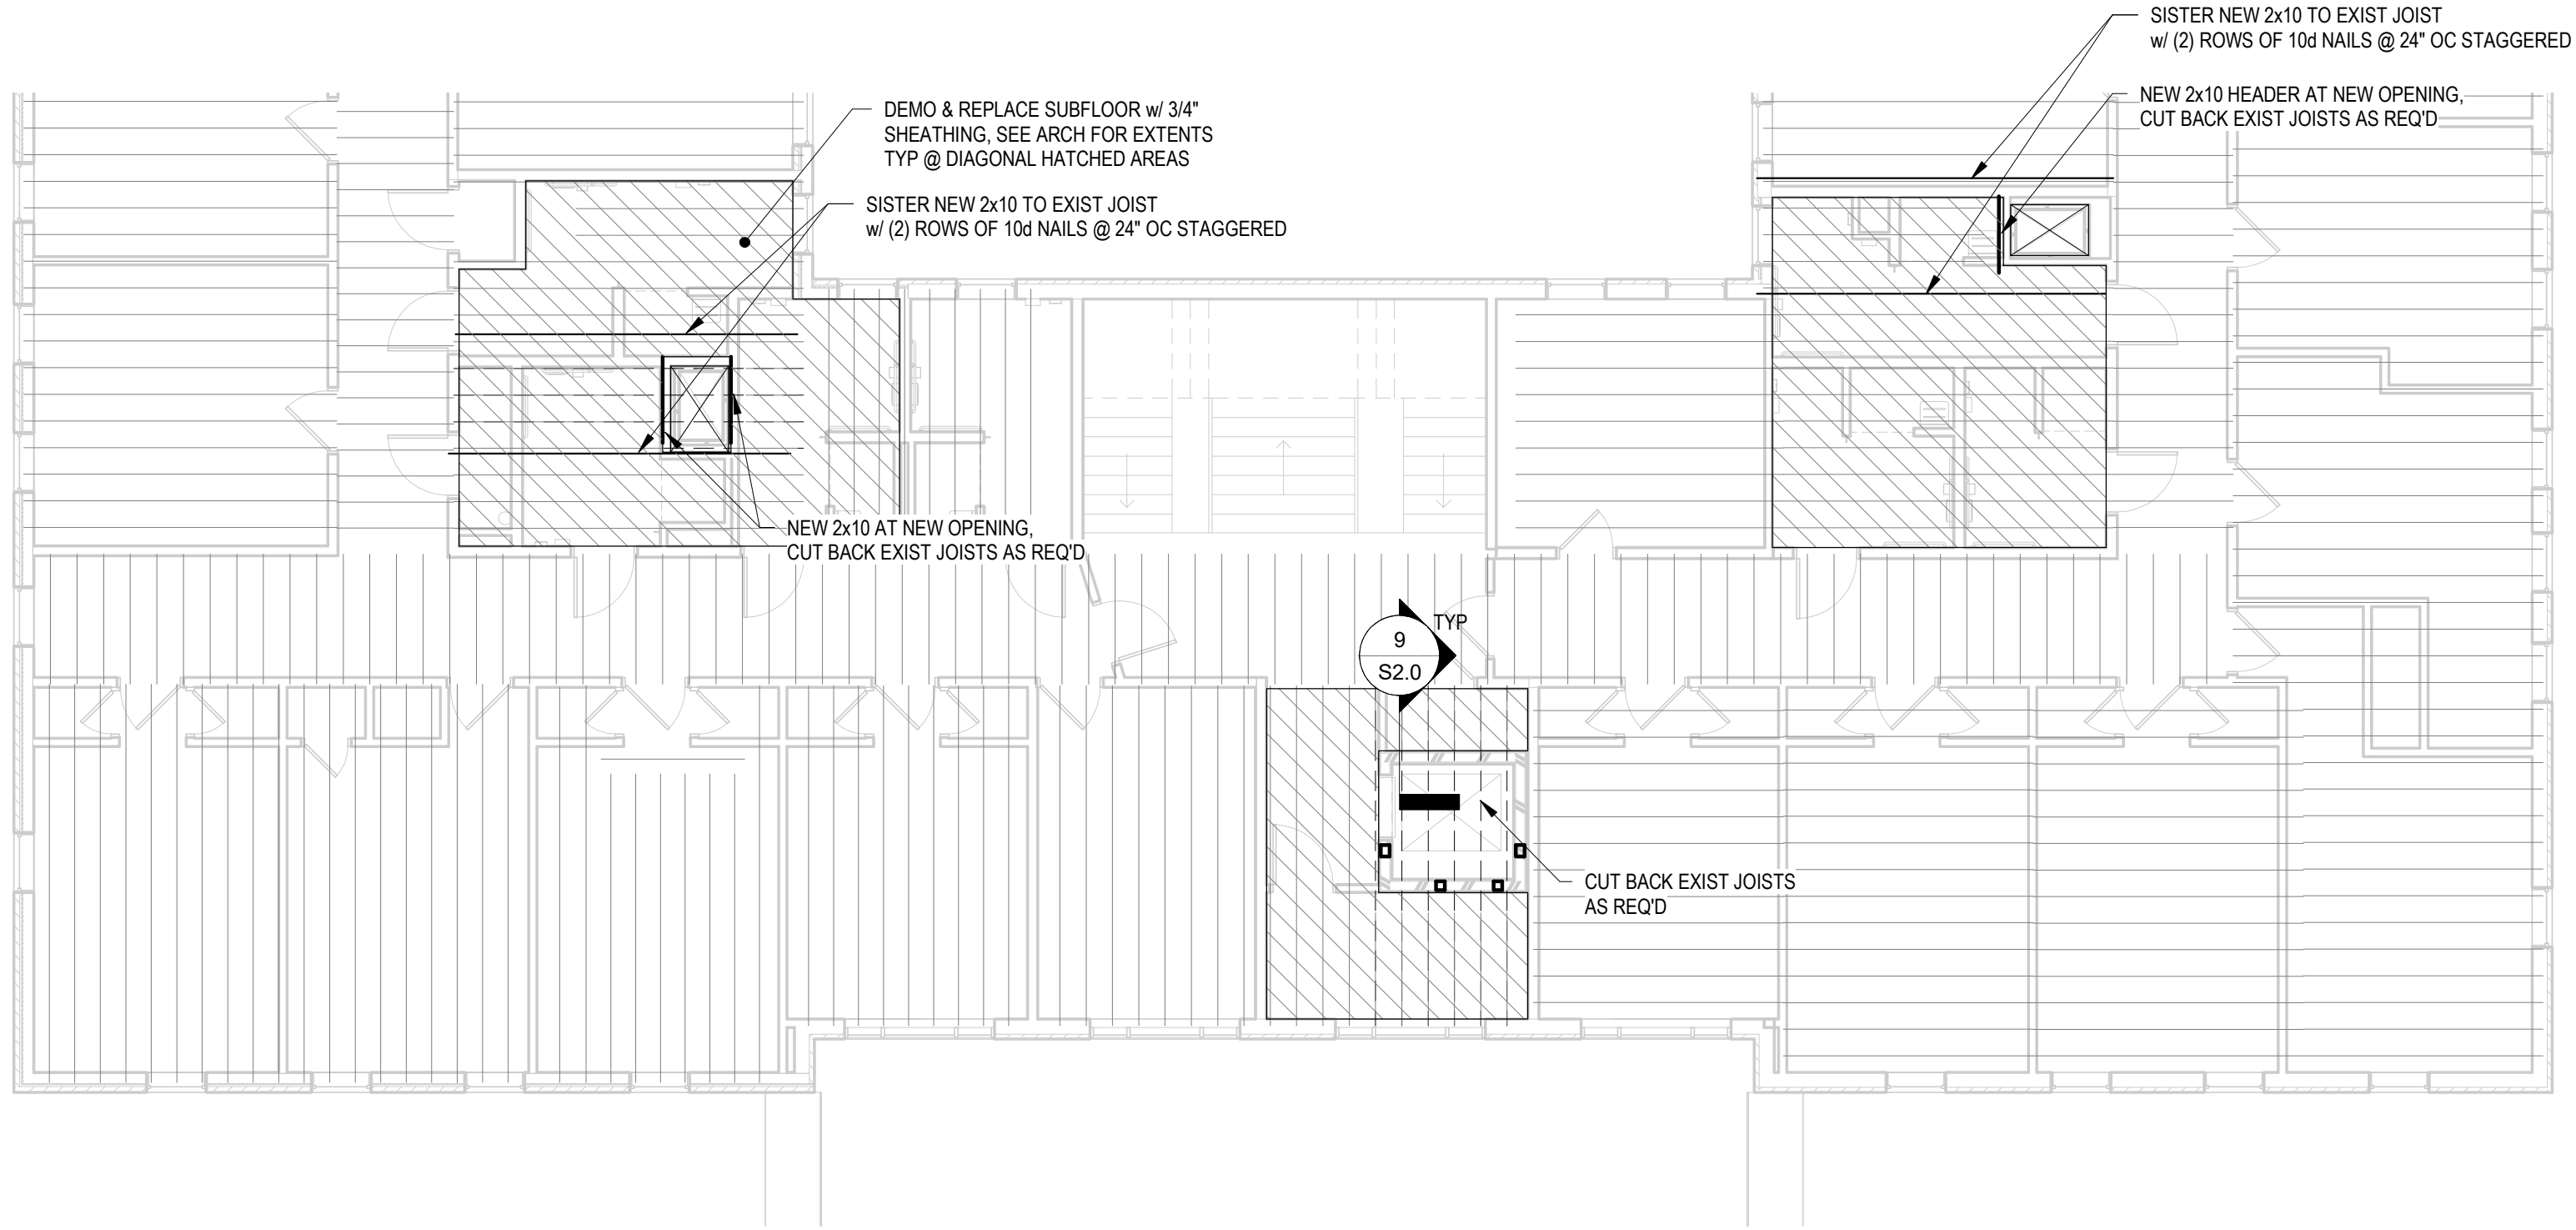 SISTER NEW 2x10 TO EXIST JOIST
w/ (2) ROWS OF 10d NAILS @ 24" OC STAGGERED
NEW 2x10 HEADER AT NEW OPENING,
CUT BACK EXIST JOISTS AS REQ'D
DEMO & REPLACE SUBFLOOR w/ 3/4"
SHEATHING, SEE ARCH FOR EXTENTS
TYP @ DIAGONAL HATCHED AREAS
SISTER NEW 2x10 TO EXIST JOIST
w/ (2) ROWS OF 10d NAILS @ 24" OC STAGGERED
NEW 2x10 AT NEW OPENING,
CUT BACK EXIST JOISTS AS REQ'D
TYP
9
S2.0
CUT BACK EXIST JOISTS
AS REQ'D